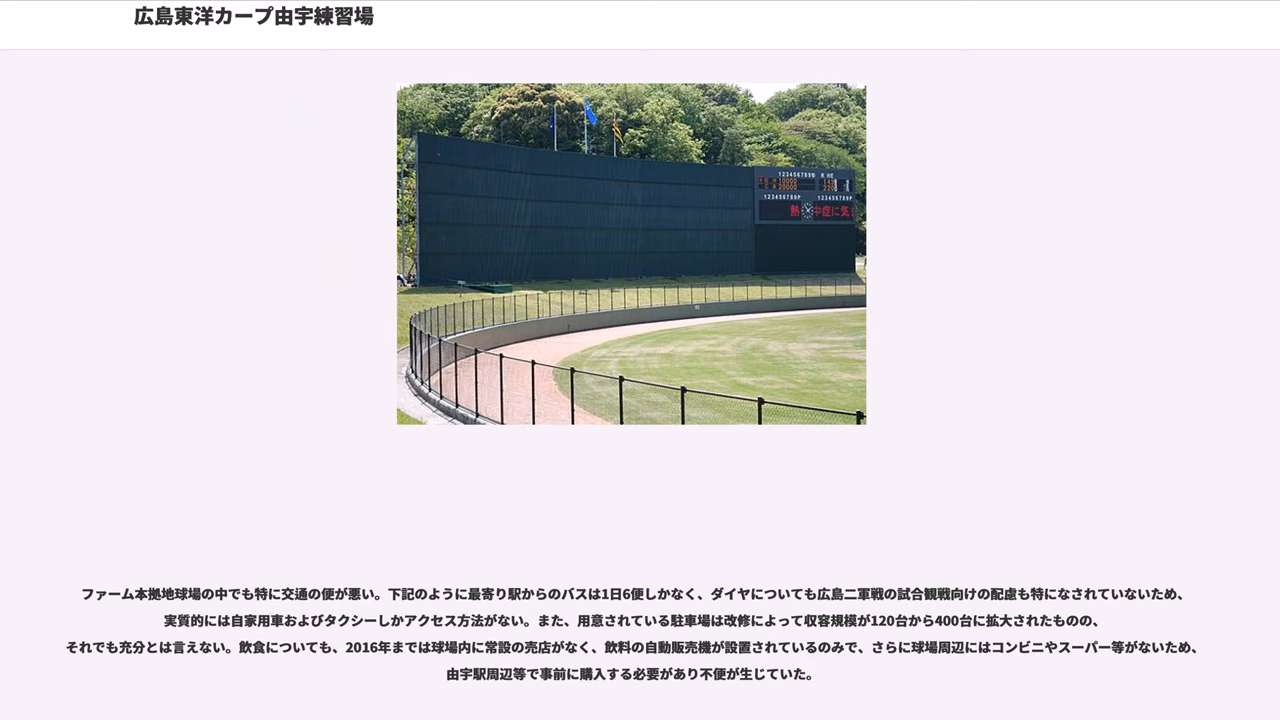 広島東洋カープ由宇練習場
123456789 R HE
10000
20000
123456789P 123456789P
熱 中症に気
ファーム本拠地球場の中でも特に交通の便が悪い。下記のように最寄り駅からのバスは1日6便しかなく、ダイヤについても広島二軍戦の試合観戦向けの配慮も特になされていないため、
実質的には自家用車およびタクシーしかアクセス方法がない。また、用意されている駐車場は改修によって収容規模が120台から400台に拡大されたものの、
それでも充分とは言えない。飲食についても、2016年までは球場内に常設の売店がなく、飲料の自動販売機が設置されているのみで、さらに球場周辺にはコンビニやスーパー等がないため、
由宇駅周辺等で事前に購入する必要があり不便が生じていた。